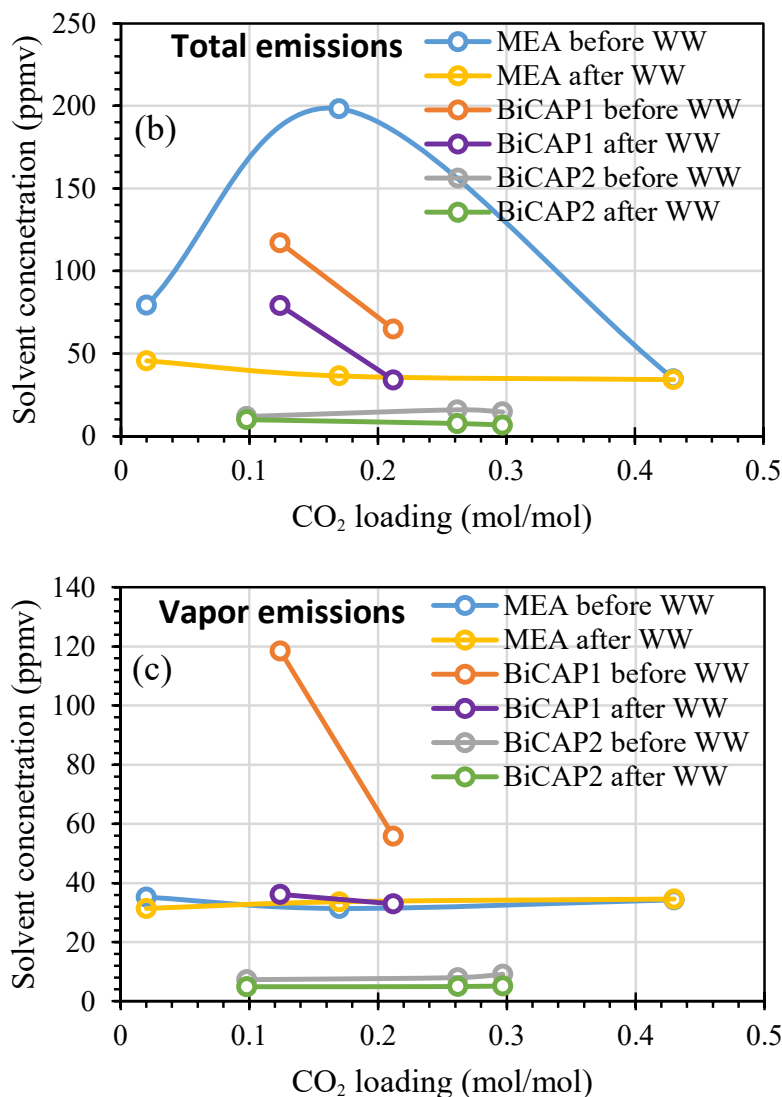 Total emissions
(b)
MEA before WW
MEA after WW
BiCAP1 before WW
BiCAP1 after WW
BiCAP2 before WW
BiCAP2 after WW
Solvent concnetration (ppmv)
250
200
150
100
50
0
0 0.1 0.2 0.3 0.4 0.5
CO₂ loading (mol/mol)
Vapor emissions
(c)
MEA before WW
MEA after WW
BiCAP1 before WW
BiCAP1 after WW
BiCAP2 before WW
BiCAP2 after WW
Solvent concnetration (ppmv)
140
120
100
80
60
40
20
0
0 0.1 0.2 0.3 0.4 0.5
CO₂ loading (mol/mol)